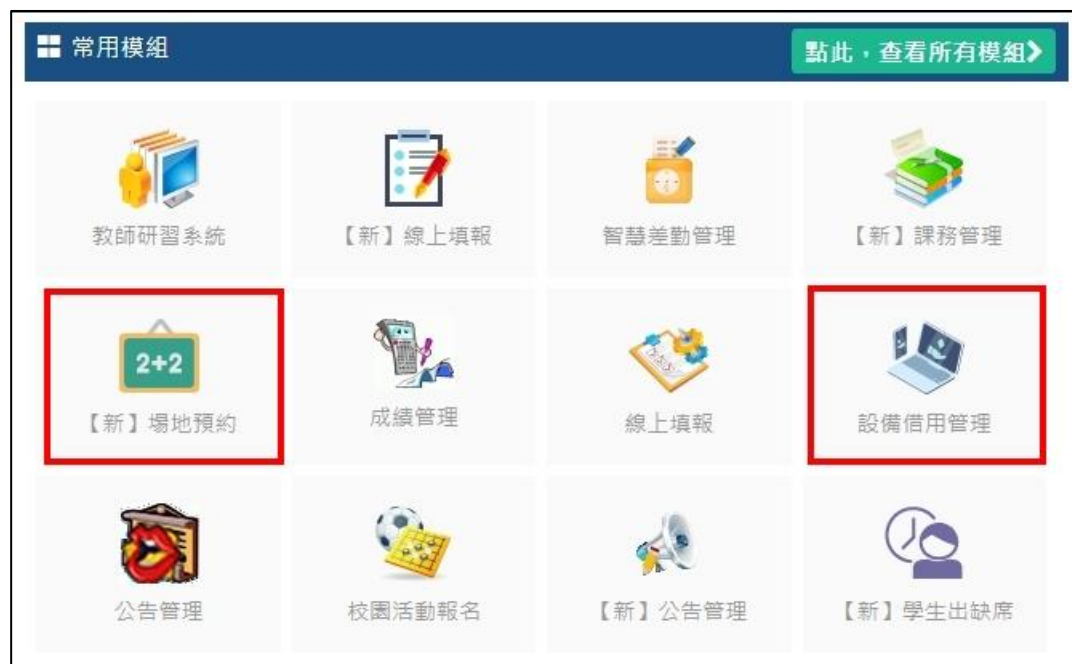 常用模組
點此，查看所有模組
教師研習系統
【新】線上填報
智慧差勤管理
【新】課務管理
2+2
【新】場地預約
成績管理
線上填報
設備借用管理
公告管理
校園活動報名
【新】公告管理
【新】學生出缺席